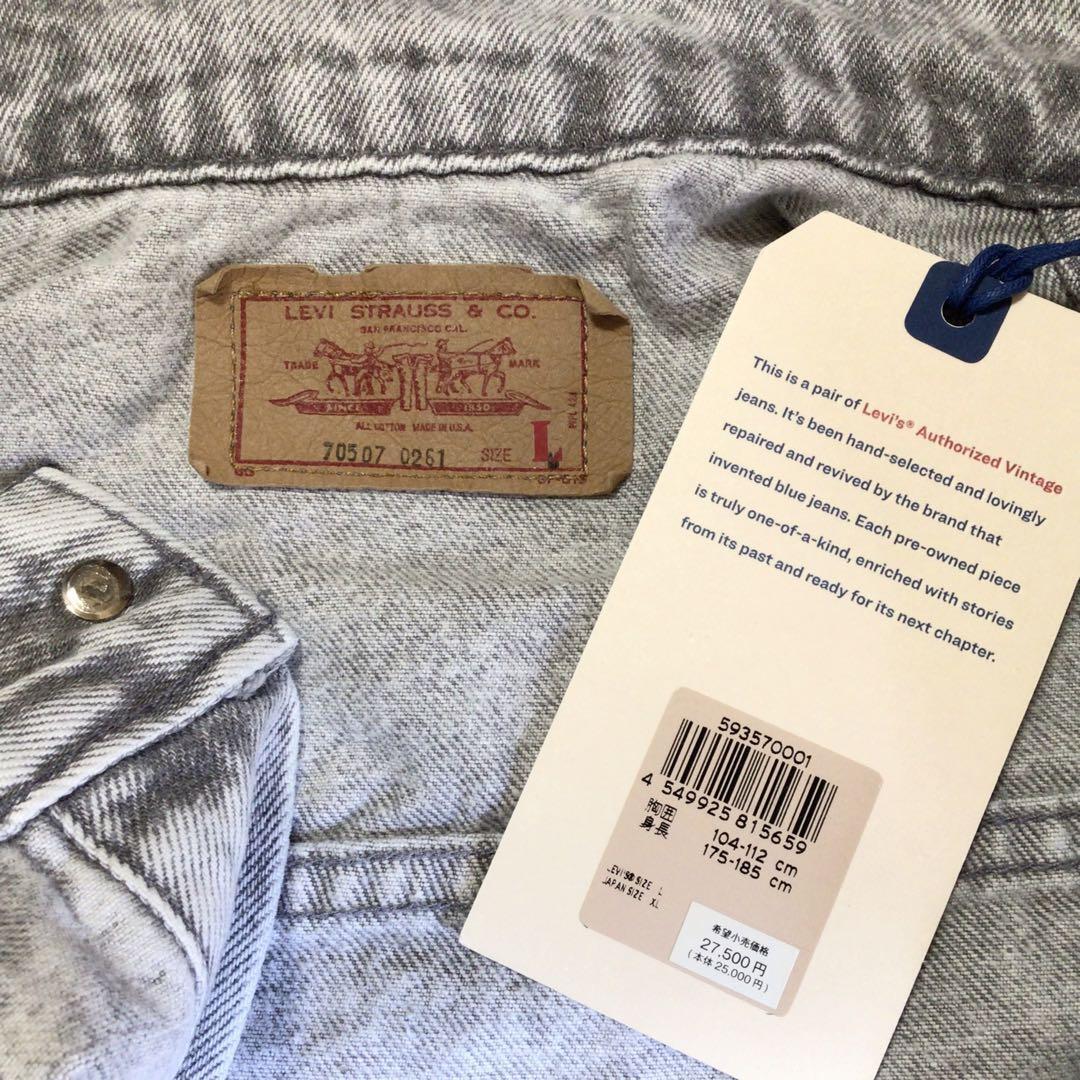 LEVI STRAUSS & CO.
SAN FRANCISCO CAL.
TRADE MARK
SINCE 1850
ALL COTTON MADE IN U.S.A.
70507 0261 SIZE L
This is a pair of Levi's® Authorized Vintage
jeans. It's been hand-selected and lovingly
repaired and revived by the brand that
invented blue jeans. Each pre-owned piece
is truly one-of-a-kind, enriched with stories
from its past and ready for its next chapter.
593570001
4 549925 815659
胸囲 104-112 cm
身長 175-185 cm
LEVI'S® SIZE L
JAPAN SIZE XL
希望小売価格
27,500円
(本体 25,000円)